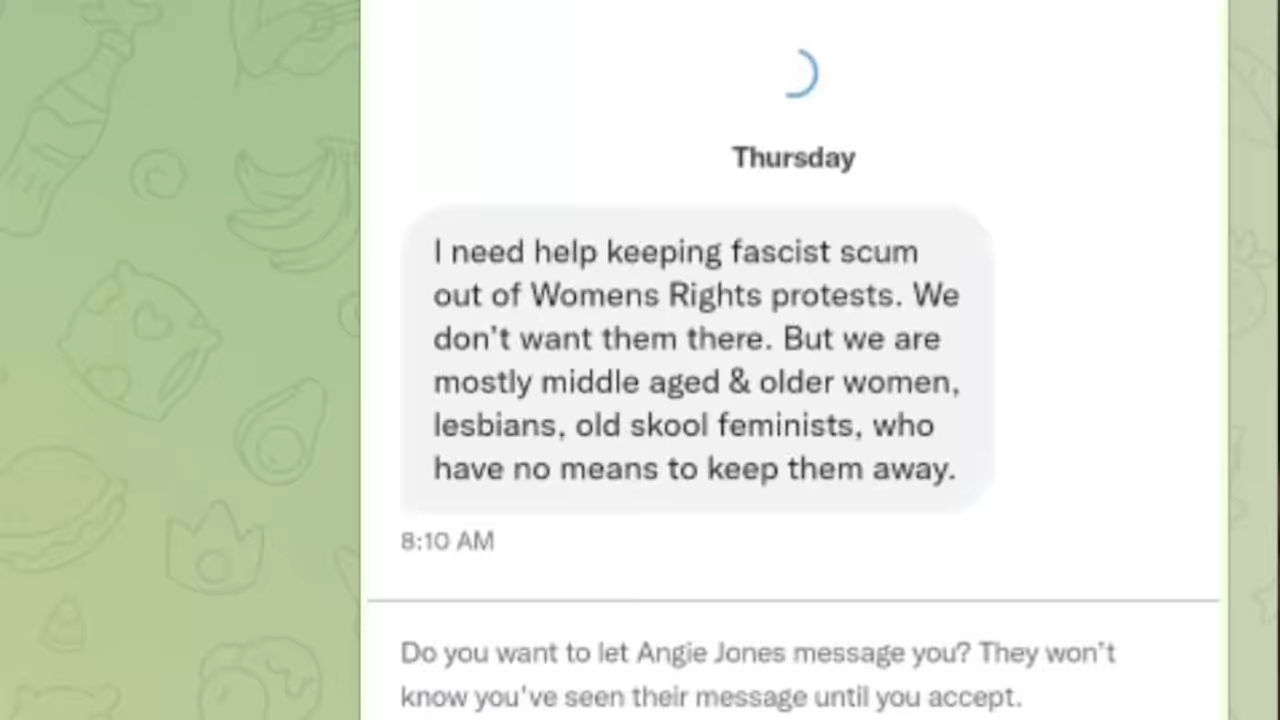 Thursday
I need help keeping fascist scum
out of Womens Rights protests. We
don't want them there. But we are
mostly middle aged & older women,
lesbians, old skool feminists, who
have no means to keep them away.
8:10 AM
Do you want to let Angie Jones message you? They won't
know you've seen their message until you accept.